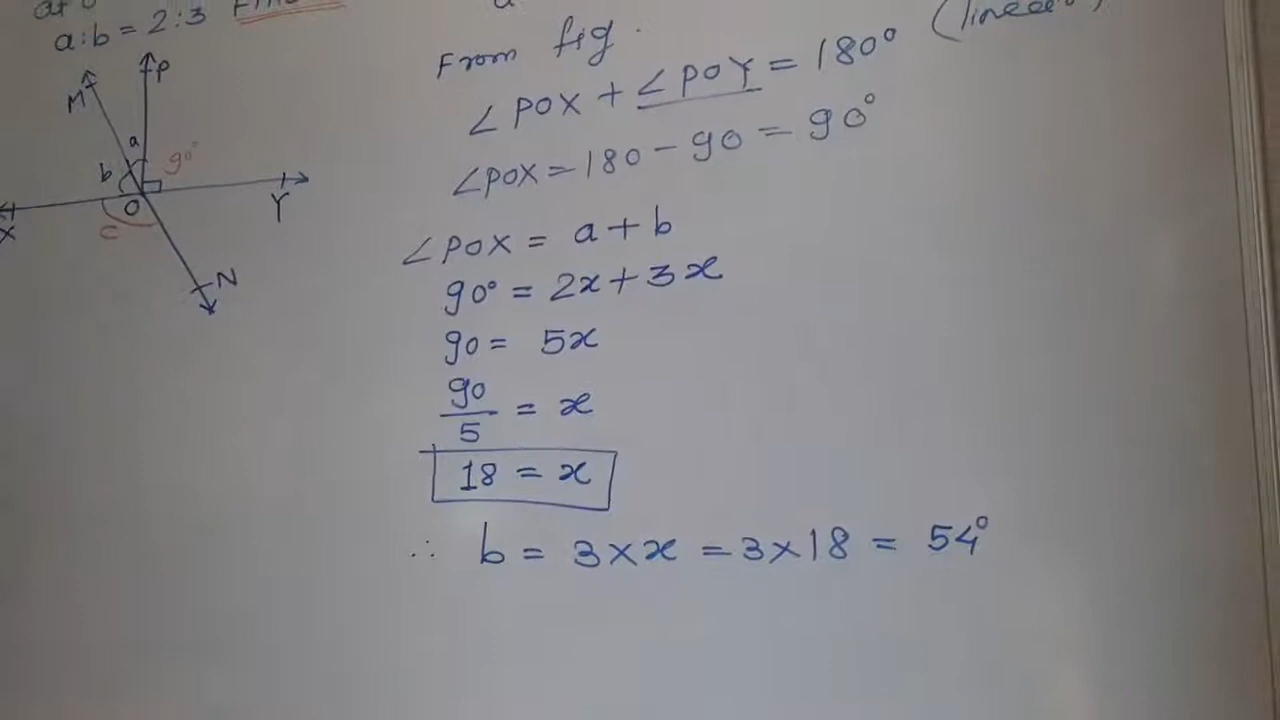 a:b = 2:3
P
M
a
90°
b
O
Y
X
c
N
From fig.
∠POX + ∠POY = 180°
∠POX = 180 - 90 = 90°
∠POX = a + b
90° = 2x + 3x
90 = 5x
90/5 = x
18 = x
∴ b = 3 × x = 3 × 18 = 54°